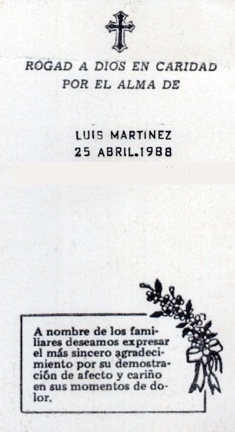 ROGAD A DIOS EN CARIDAD
POR EL ALMA DE
LUIS MARTINEZ
25 ABRIL.1988
A nombre de los fami-
liares deseamos expresar
el más sincero agradeci-
miento por su demostra-
ción de afecto y cariño
en sus momentos de do-
lor.